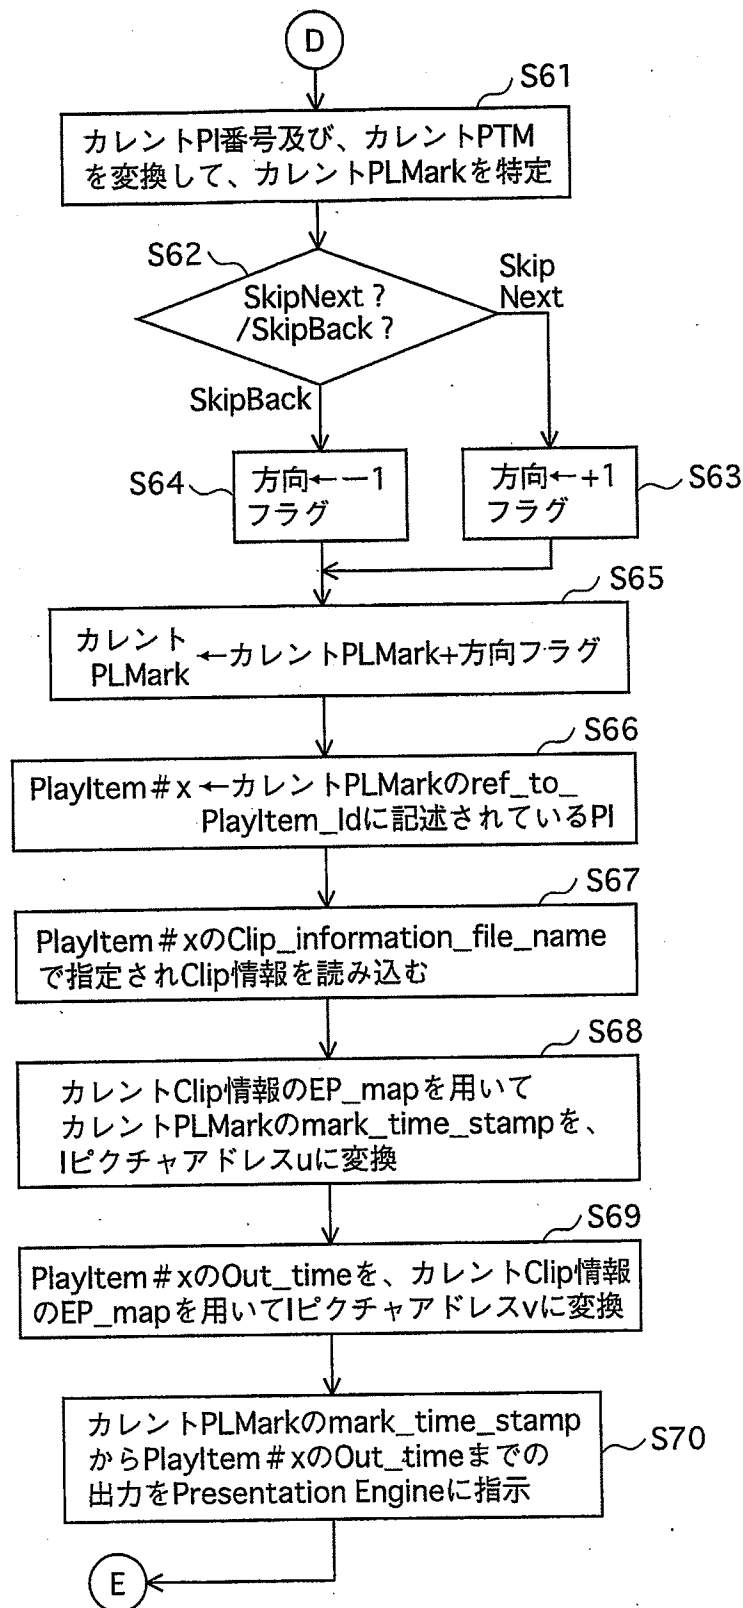 D
S61
カレントPI番号及び、カレントPTM
を変換して、カレントPLMarkを特定
S62
SkipNext ?
/SkipBack ?
Skip
Next
SkipBack
S64
方向←−1
フラグ
方向←+1
フラグ
S63
S65
カレント
PLMark
←カレントPLMark+方向フラグ
S66
PlayItem#x←カレントPLMarkのref_to_
PlayItem_Idに記述されているPI
S67
PlayItem#xのClip_information_file_name
で指定されClip情報を読み込む
S68
カレントClip情報のEP_mapを用いて
カレントPLMarkのmark_time_stampを、
Iピクチャアドレスuに変換
S69
PlayItem#xのOut_timeを、カレントClip情報
のEP_mapを用いてIピクチャアドレスvに変換
カレントPLMarkのmark_time_stamp
からPlayItem#xのOut_timeまでの
出力をPresentation Engineに指示
S70
E